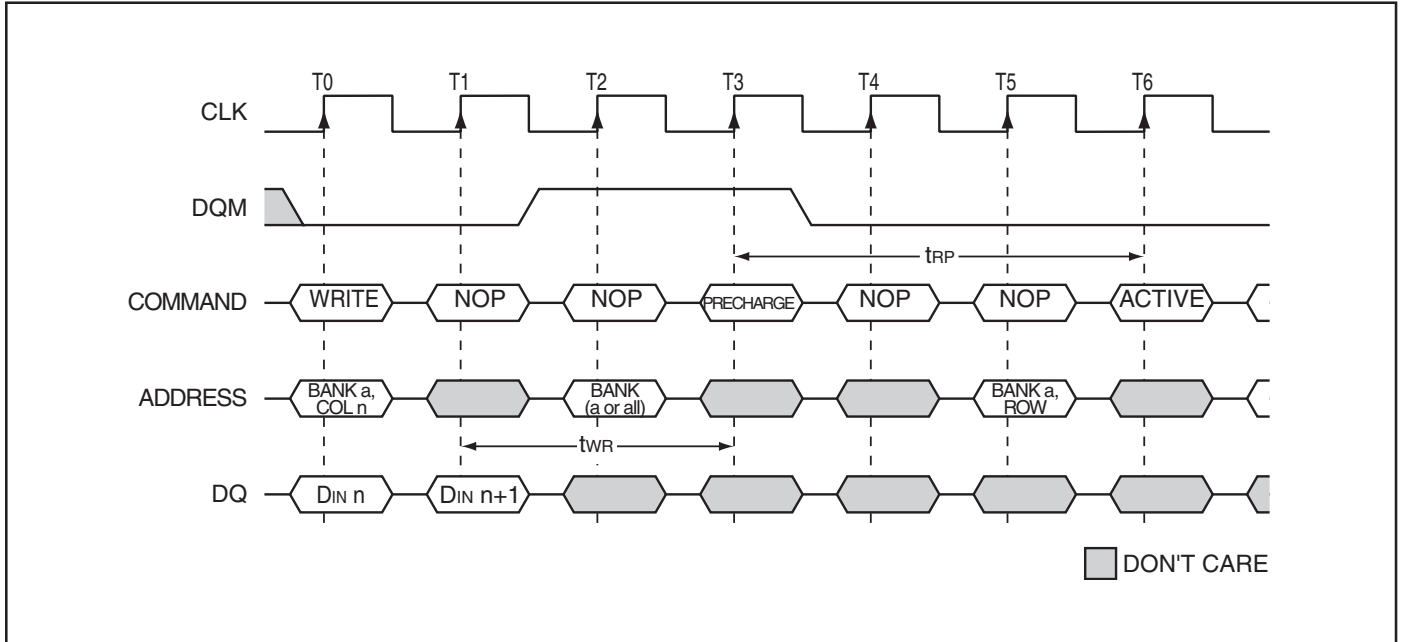 T0 T1 T2 T3 T4 T5 T6
CLK
DQM
tRP
COMMAND WRITE NOP NOP PRECHARGE NOP NOP ACTIVE
ADDRESS BANK a, COL n BANK (a or all) BANK a, ROW
tWR
DQ DIN n DIN n+1
DON'T CARE